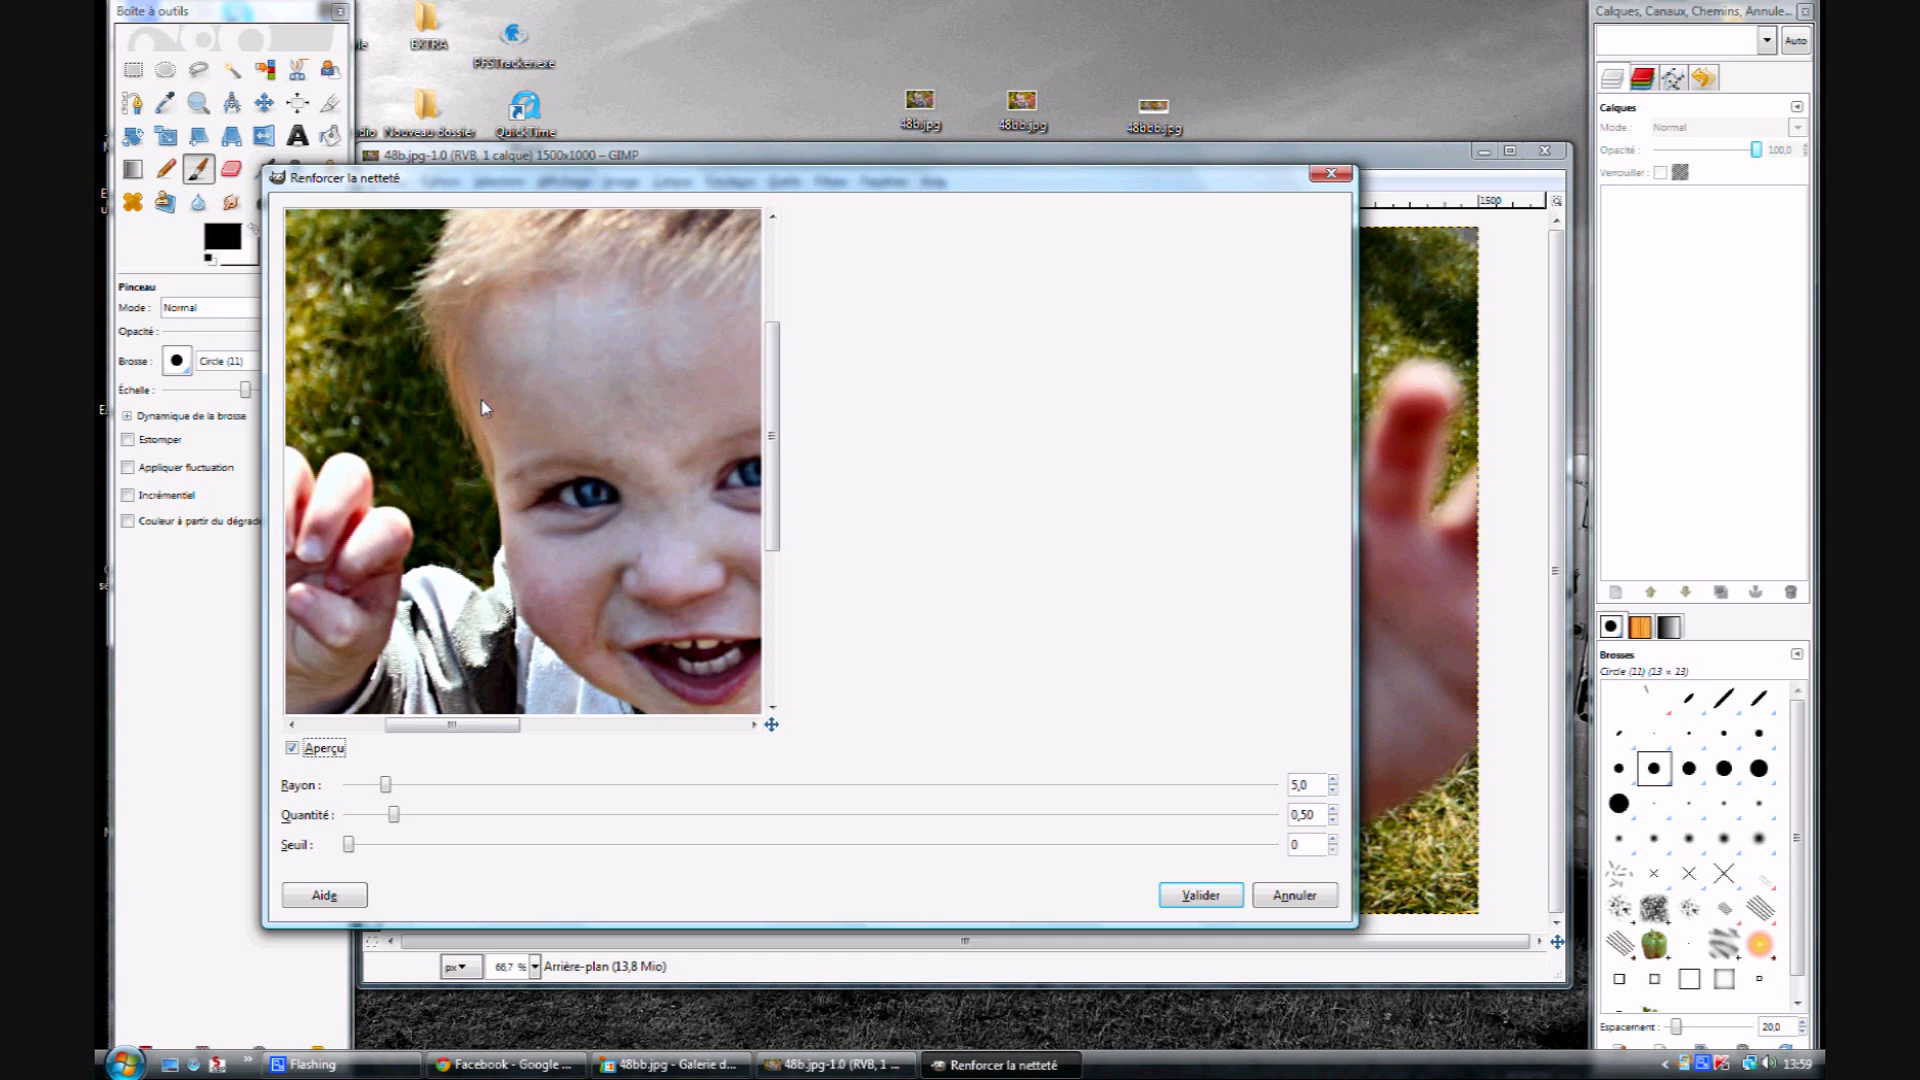 Boîte à outils
EXTRA
PFSTracker.exe
Nouveau dossier
QuickTime
48b.jpg
48bb.jpg
48bbb.jpg
Calques, Canaux, Chemins, Annule...
Auto
Calques
Mode : Normal
Opacité : 100,0
Verrouiller :
48b.jpg-1.0 (RVB, 1 calque) 1500x1000 – GIMP
Renforcer la netteté
1500
Pinceau
Mode : Normal
Opacité :
Brosse : Circle (11)
Échelle :
Dynamique de la brosse
Estomper
Appliquer fluctuation
Incrémentiel
Couleur à partir du dégradé
Aperçu
Rayon : 5,0
Quantité : 0,50
Seuil : 0
Aide
Valider
Annuler
px
66,7 %
Arrière-plan (13,8 Mio)
Brosses
Circle (11) (13 × 13)
Espacement : 20,0
Flashing
Facebook - Google ...
48bb.jpg - Galerie d...
48b.jpg-1.0 (RVB, 1 ...
Renforcer la netteté
13:59